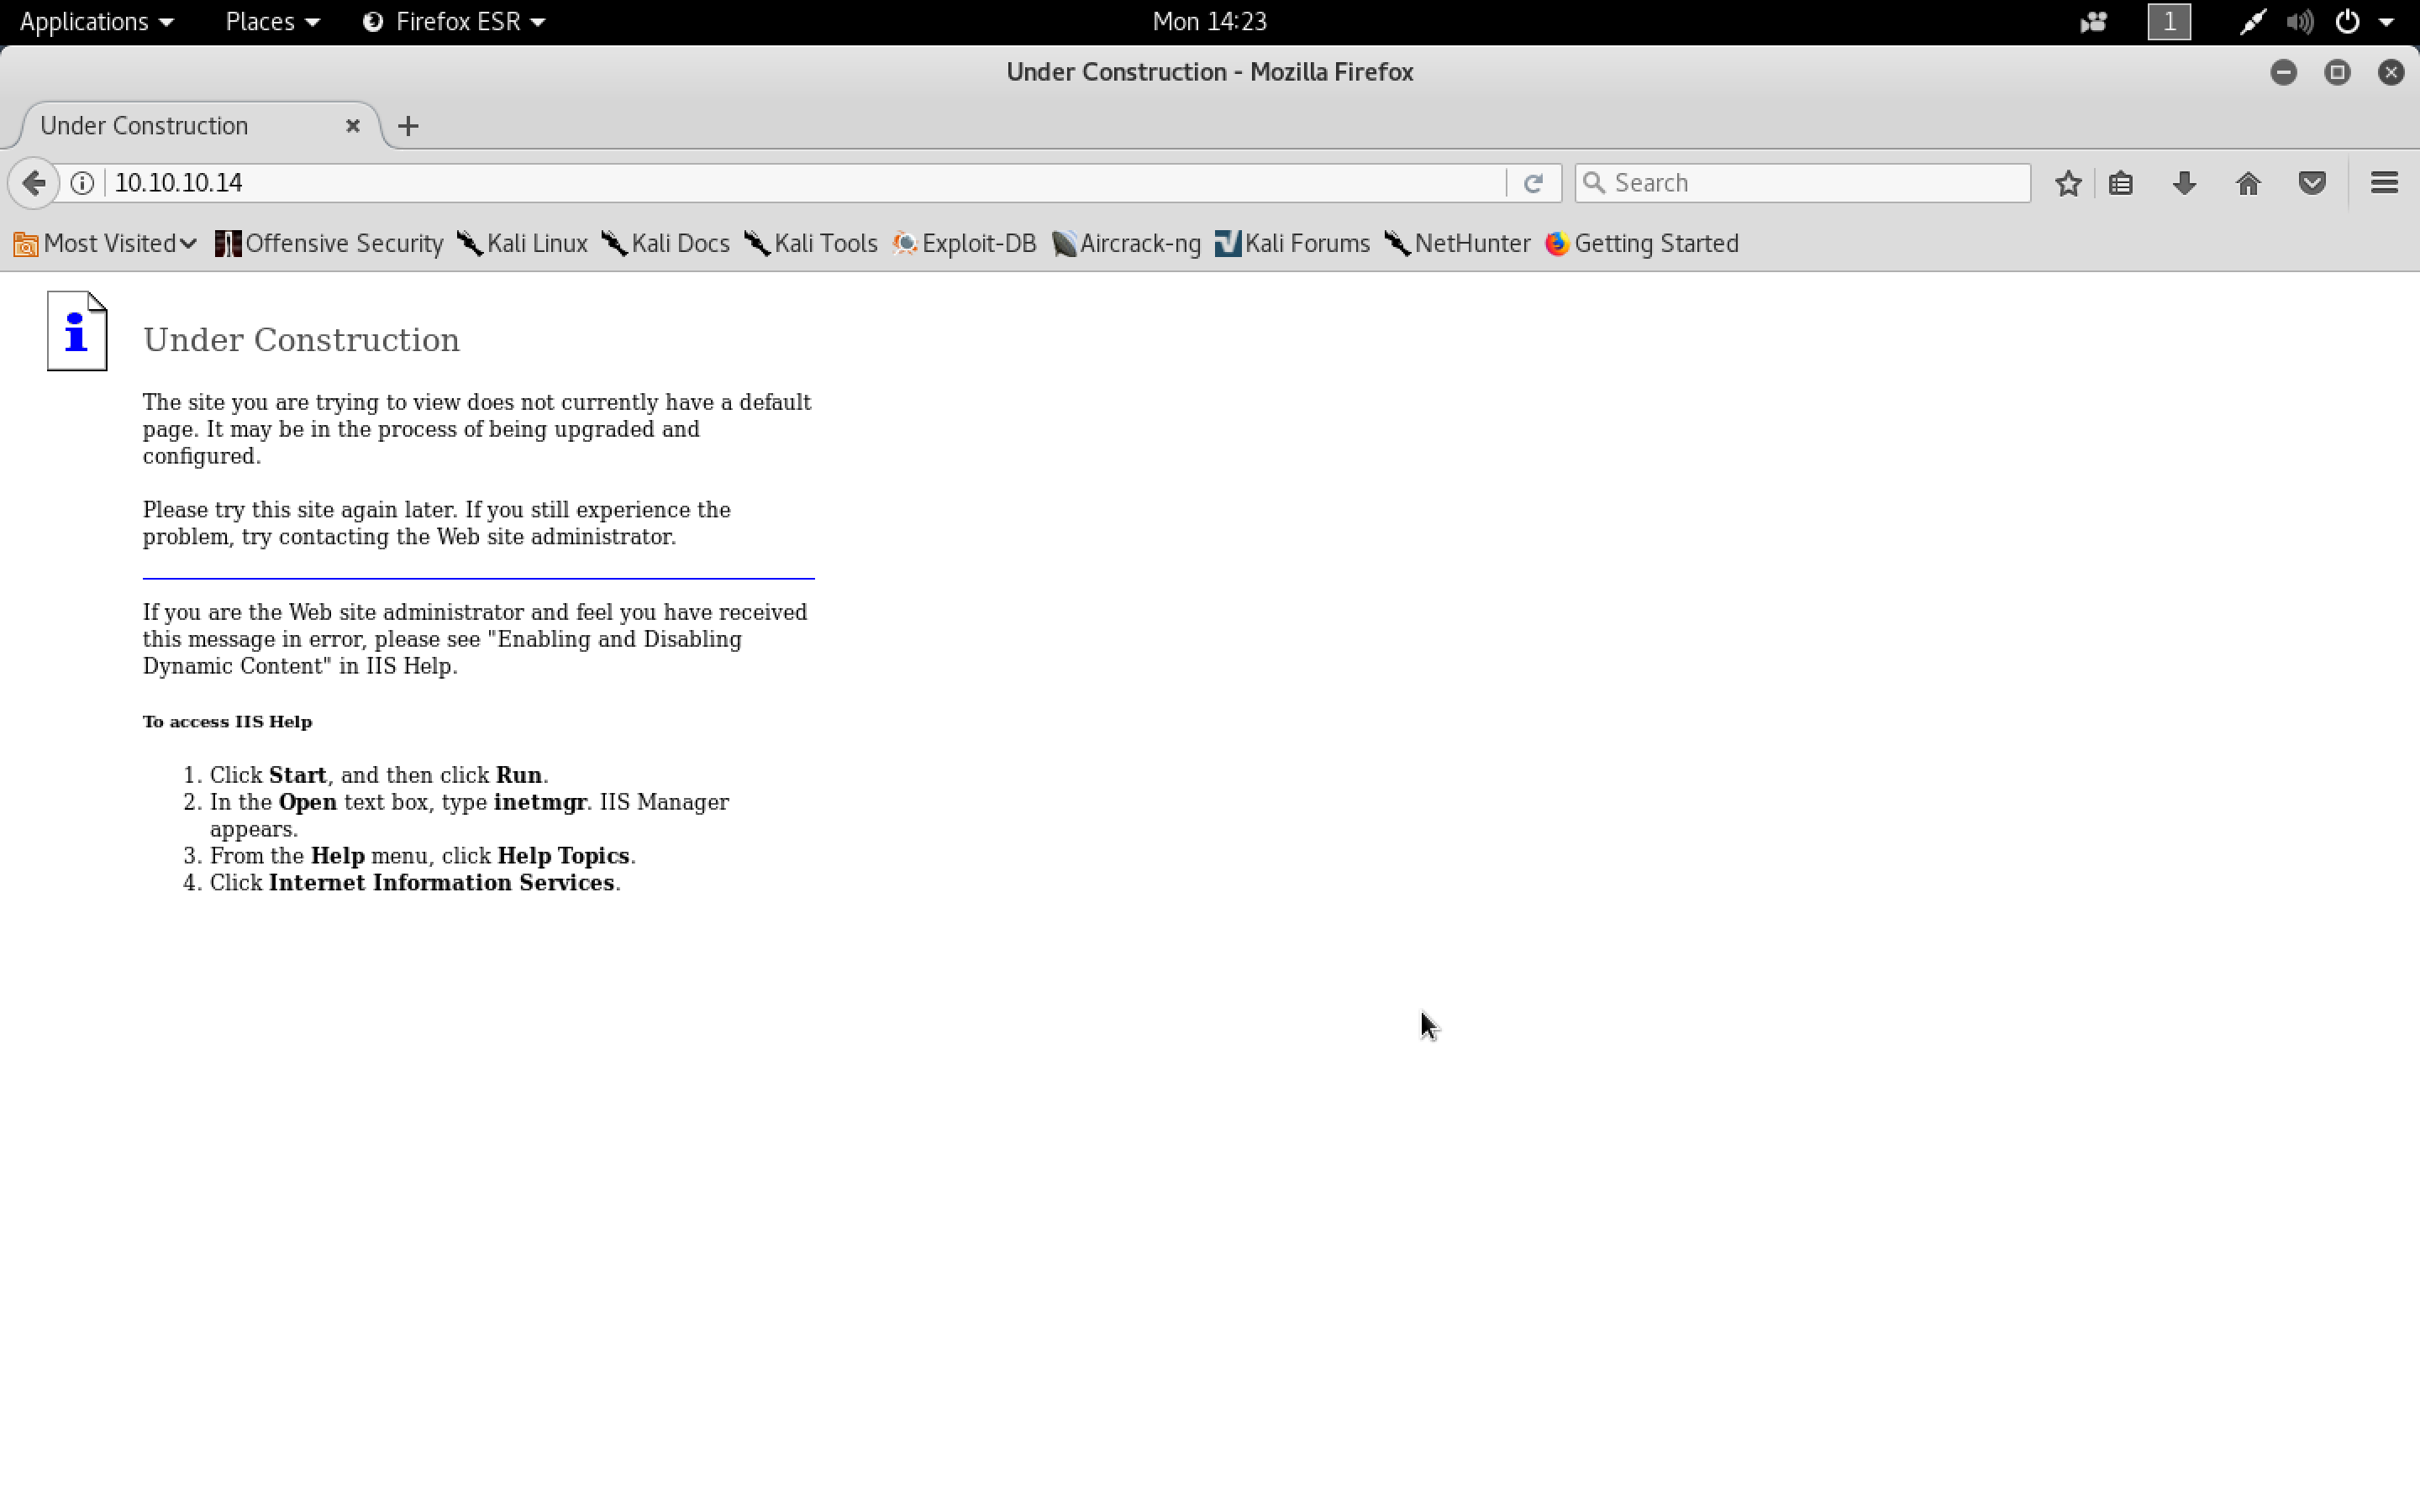 Applications Places Firefox ESR Mon 14:23 1
Under Construction - Mozilla Firefox
Under Construction
10.10.10.14 Search
Most Visited Offensive Security Kali Linux Kali Docs Kali Tools Exploit-DB Aircrack-ng Kali Forums NetHunter Getting Started
i
Under Construction
The site you are trying to view does not currently have a default
page. It may be in the process of being upgraded and
configured.
Please try this site again later. If you still experience the
problem, try contacting the Web site administrator.
If you are the Web site administrator and feel you have received
this message in error, please see "Enabling and Disabling
Dynamic Content" in IIS Help.
To access IIS Help
1. Click Start, and then click Run.
2. In the Open text box, type inetmgr. IIS Manager
appears.
3. From the Help menu, click Help Topics.
4. Click Internet Information Services.